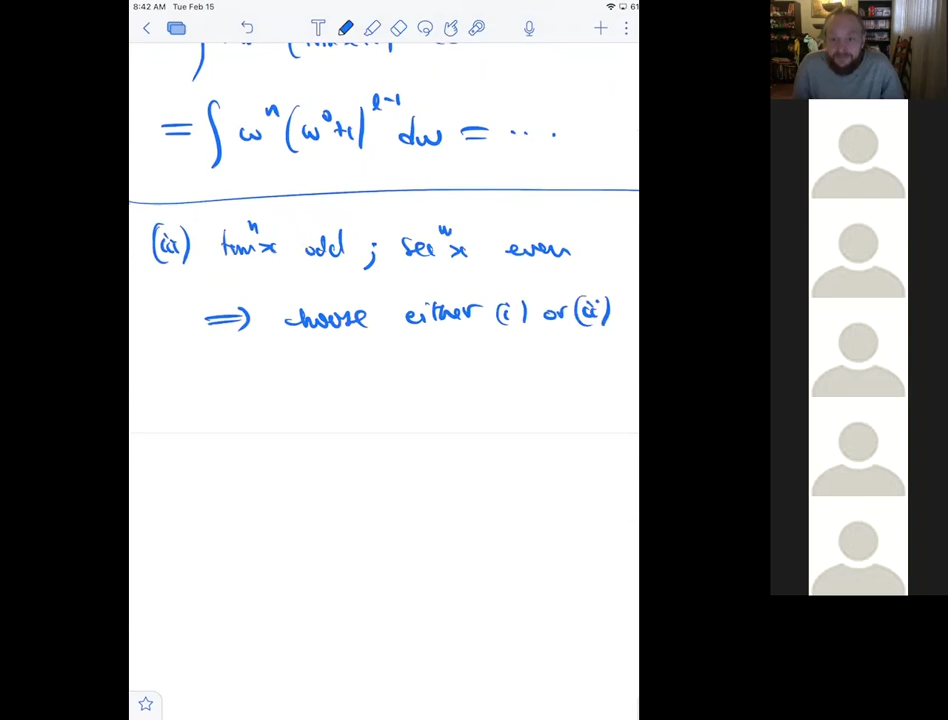 8:42 AM Tue Feb 15
61
= ∫ wⁿ (w²+1)^{l-1} dw = ....
(iii) tanⁿx odd ; secᵐx even
⟹ choose either (i) or (ii)